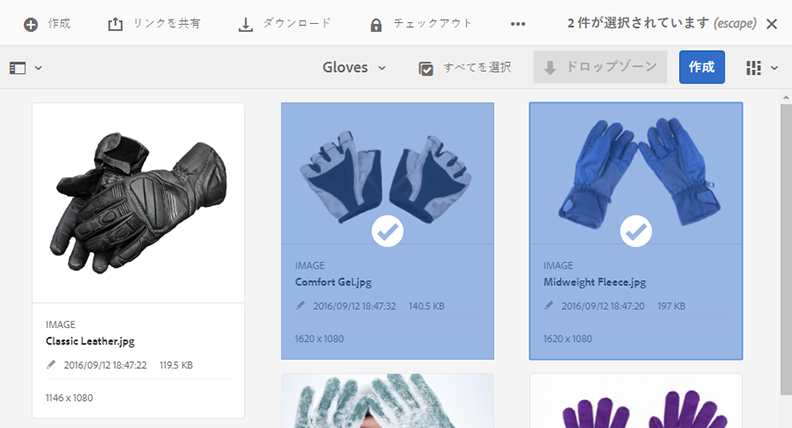 作成 リンクを共有 ダウンロード チェックアウト ••• 2 件が選択されています (escape)
Gloves すべてを選択 ドロップゾーン 作成
IMAGE
Classic Leather.jpg
2016/09/12 18:47:22 119.5 KB
1146 x 1080
IMAGE
Comfort Gel.jpg
2016/09/12 18:47:32 140.5 KB
1620 x 1080
IMAGE
Midweight Fleece.jpg
2016/09/12 18:47:20 197 KB
1620 x 1080